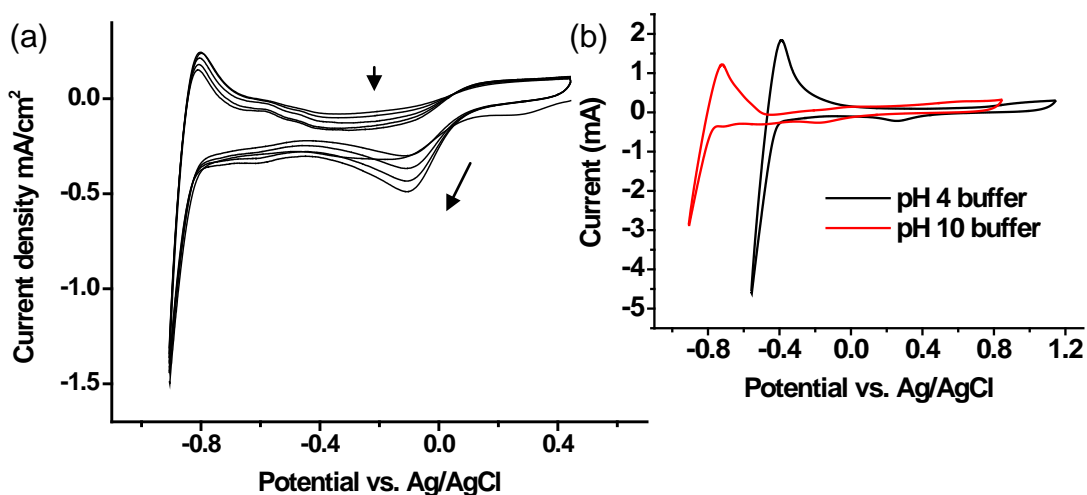 (a)
0.0
-0.5
-1.0
-1.5
Current density mA/cm²
-0.8
-0.4
0.0
0.4
Potential vs. Ag/AgCl
(b)
2
1
0
-1
-2
-3
-4
-5
Current (mA)
pH 4 buffer
pH 10 buffer
-0.8
-0.4
0.0
0.4
0.8
1.2
Potential vs. Ag/AgCl